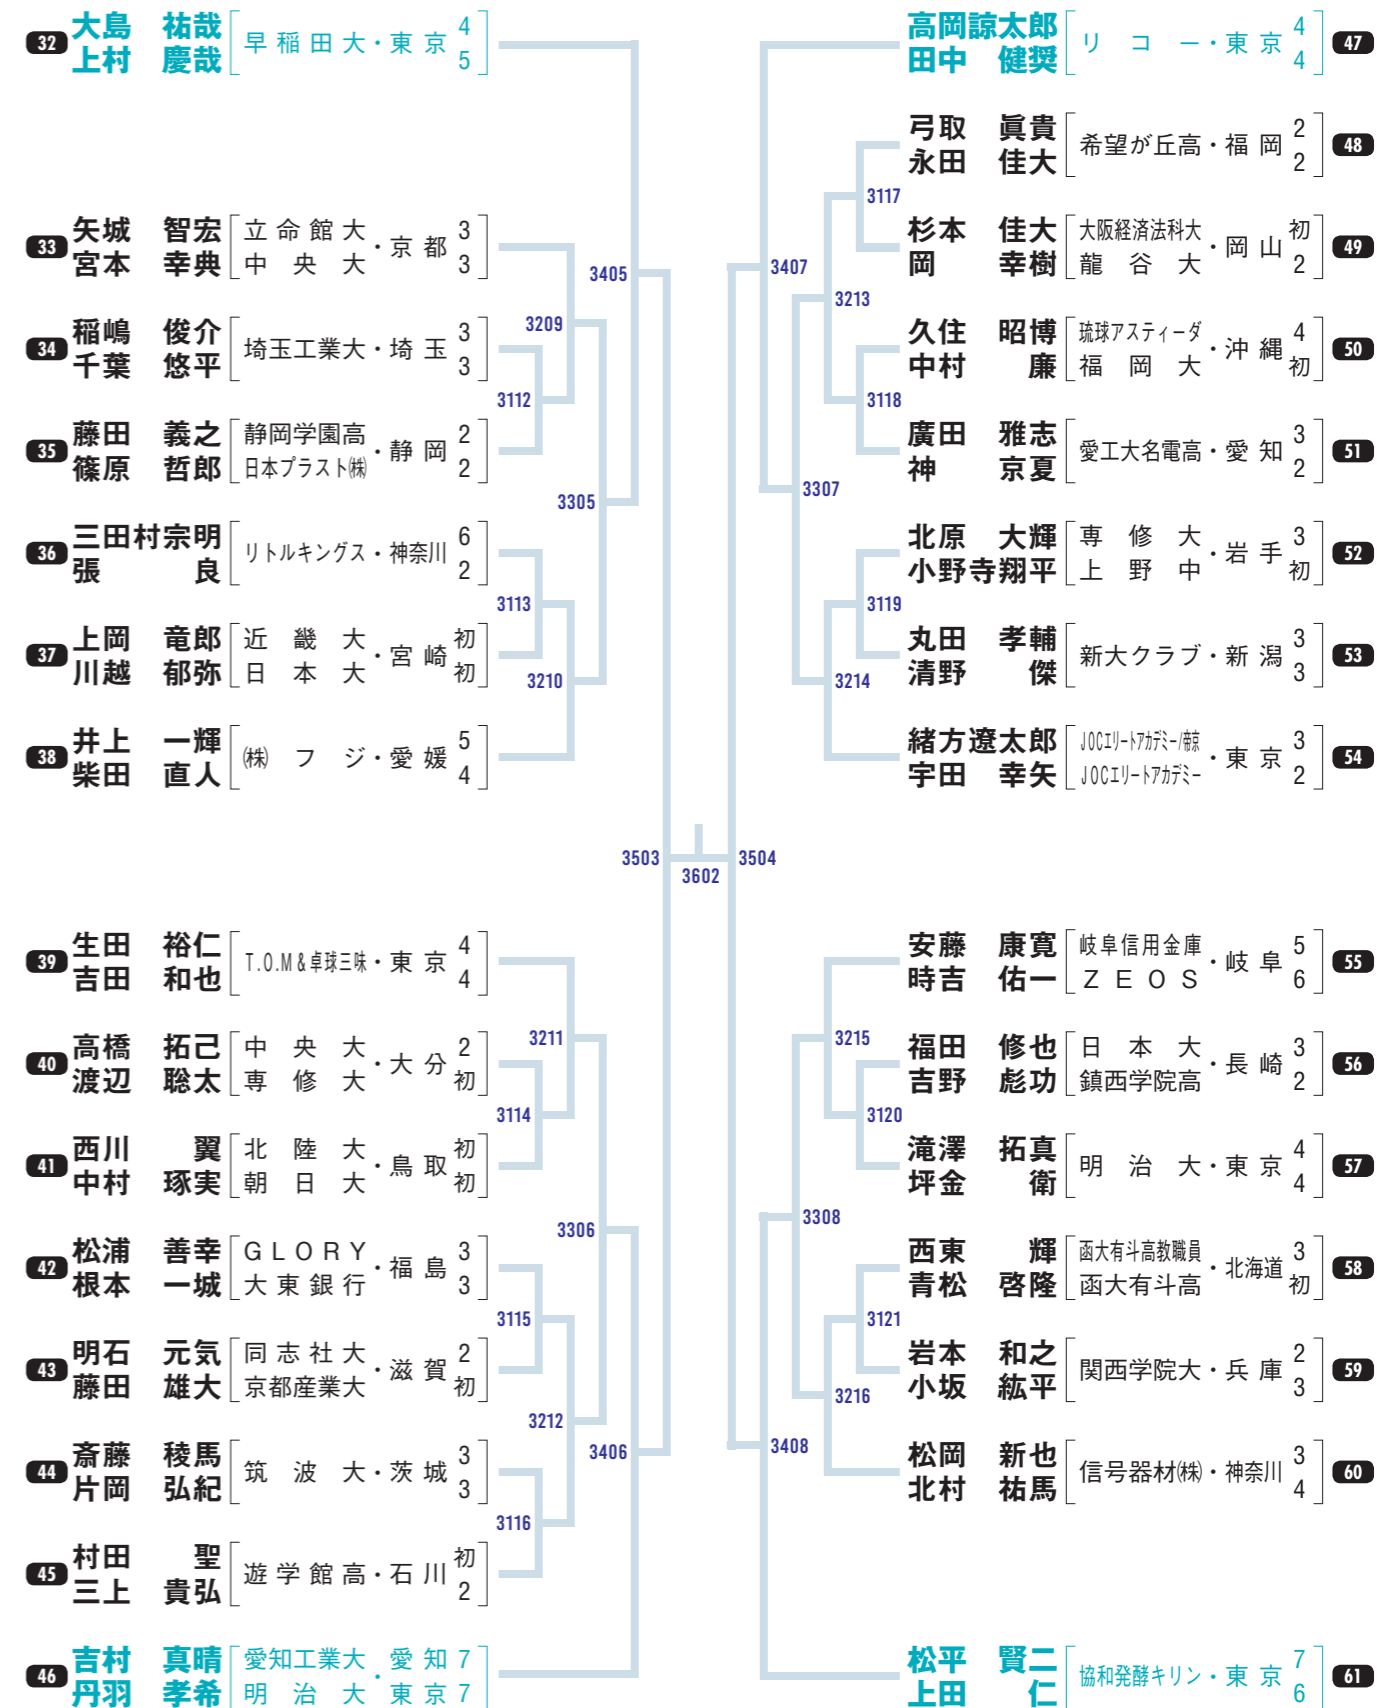 32 大島 祐哉 早稲田大・東京 4
上村 慶哉 5
33 矢城 智宏 立命館大・京都 3
宮本 幸典 中央大 3
34 稲嶋 俊介 埼玉工業大・埼玉 3
千葉 悠平 3
35 藤田 義之 静岡学園高・静岡 2
篠原 哲郎 日本プラスト㈱ 2
36 三田村宗明 リトルキングス・神奈川 6
張 良 2
37 上岡 竜郎 近畿大・宮崎 初
川越 郁弥 日本大 初
38 井上 一輝 ㈱フジ・愛媛 5
柴田 直人 4
39 生田 裕仁 T.O.M&卓球三昧・東京 4
吉田 和也 4
40 高橋 拓己 中央大・大分 2
渡辺 聡太 専修大 初
41 西川 翼 北陸大・鳥取 初
中村 琢実 朝日大 初
42 松浦 善幸 GLORY・福島 3
根本 一城 大東銀行 3
43 明石 元気 同志社大・滋賀 2
藤田 雄大 京都産業大 初
44 斎藤 稜馬 筑波大・茨城 3
片岡 弘紀 3
45 村田 聖 遊学館高・石川 初
三上 貴弘 2
46 吉村 真晴 愛知工業大・愛知 7
丹羽 孝希 明治大 東京 7
3405
3209
3112
3305
3113
3210
3503
3602
3504
3211
3114
3306
3115
3212
3406
3116
高岡諒太郎 リコー・東京 4 47
田中 健奨 4
弓取 眞貴 希望が丘高・福岡 2 48
永田 佳大 2
杉本 佳大 大阪経済法科大・岡山 初 49
岡 幸樹 龍谷大 2
久住 昭博 琉球アスティーダ・沖縄 4 50
中村 廉 福岡大 初
廣田 雅志 愛工大名電高・愛知 3 51
神 京夏 2
北原 大輝 専修大・岩手 3 52
小野寺翔平 上野中 初
丸田 孝輔 新大クラブ・新潟 3 53
清野 傑 3
緒方遼太郎 JOCエリートアカデミー/帝京・東京 3 54
宇田 幸矢 JOCエリートアカデミー 2
安藤 康寛 岐阜信用金庫・岐阜 5 55
時吉 佑一 ZEOS 6
福田 修也 日本大・長崎 3 56
吉野 彪功 鎮西学院高 2
滝澤 拓真 明治大・東京 4 57
坪金 衛 4
西東 輝 函大有斗高教職員・北海道 3 58
青松 啓隆 函大有斗高 初
岩本 和之 関西学院大・兵庫 2 59
小坂 紘平 3
松岡 新也 信号器材㈱・神奈川 3 60
北村 祐馬 4
松平 賢二 協和発酵キリン・東京 7 61
上田 仁 6
3117
3407
3213
3118
3307
3119
3214
3215
3120
3308
3121
3216
3408